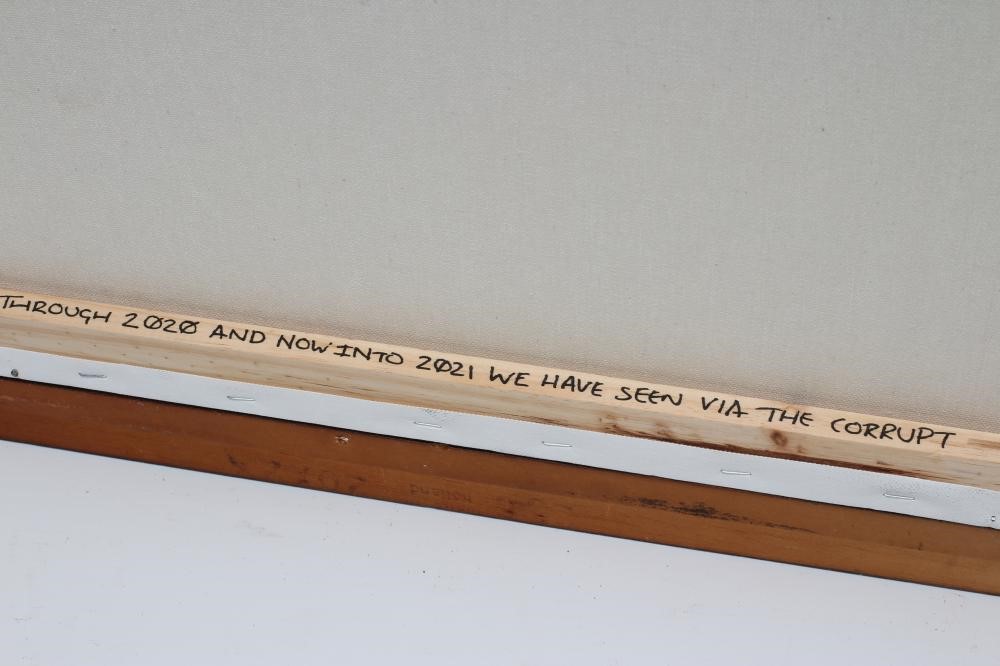 THROUGH 2020 AND NOW INTO 2021 WE HAVE SEEN VIA THE CORRUPT